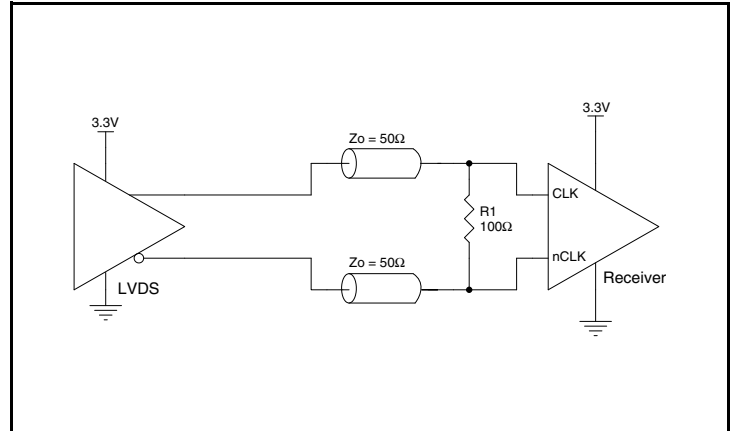 3.3V
3.3V
Zo = 50Ω
CLK
R1
100Ω
Zo = 50Ω
nCLK
LVDS
Receiver